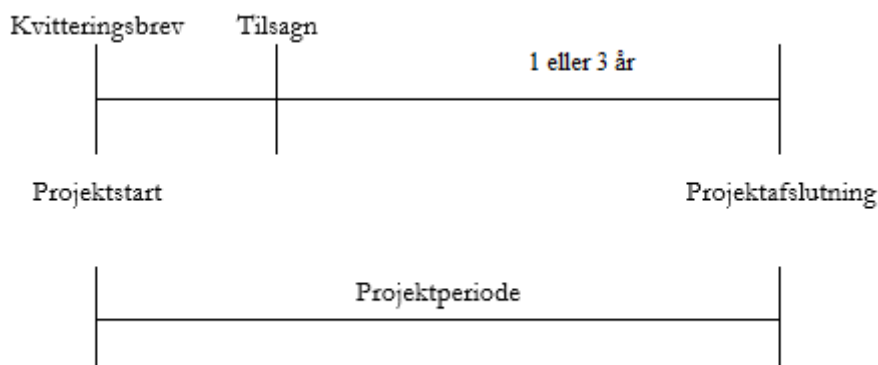 Kvitteringsbrev Tilsagn
1 eller 3 år
Projektstart Projektafslutning
Projektperiode